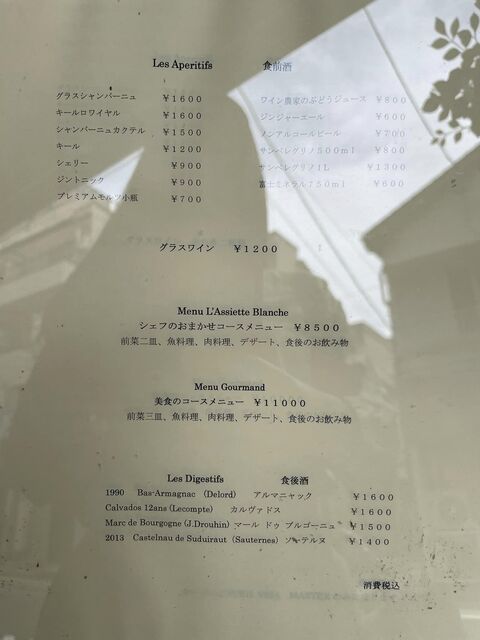 Les Aperitifs 食前酒
グラスシャンパーニュ ￥1600
キールロワイヤル ￥1600
シャンパーニュカクテル ￥1500
キール ￥1200
シェリー ￥900
ジントニック ￥900
プレミアムモルツ小瓶 ￥700
ワイン農家のぶどうジュース ￥800
ジンジャーエール ￥600
ノンアルコールビール ￥700
サンペレグリノ500ml ￥800
サンペレグリノ1L ￥1300
富士ミネラル750ml ￥600
グラスワイン ￥1200
Menu L'Assiette Blanche
シェフのおまかせコースメニュー ￥8500
前菜二皿、魚料理、肉料理、デザート、食後のお飲み物
Menu Gourmand
美食のコースメニュー ￥11000
前菜三皿、魚料理、肉料理、デザート、食後のお飲み物
Les Digestifs 食後酒
1990 Bas-Armagnac (Delord) アルマニャック ￥1600
Calvados 12ans (Lecompte) カルヴァドス ￥1600
Marc de Bourgogne (J.Drouhin) マール ドゥ ブルゴーニュ ￥1500
2013 Castelnau de Suduiraut (Sauternes) ソーテルヌ ￥1400
消費税込